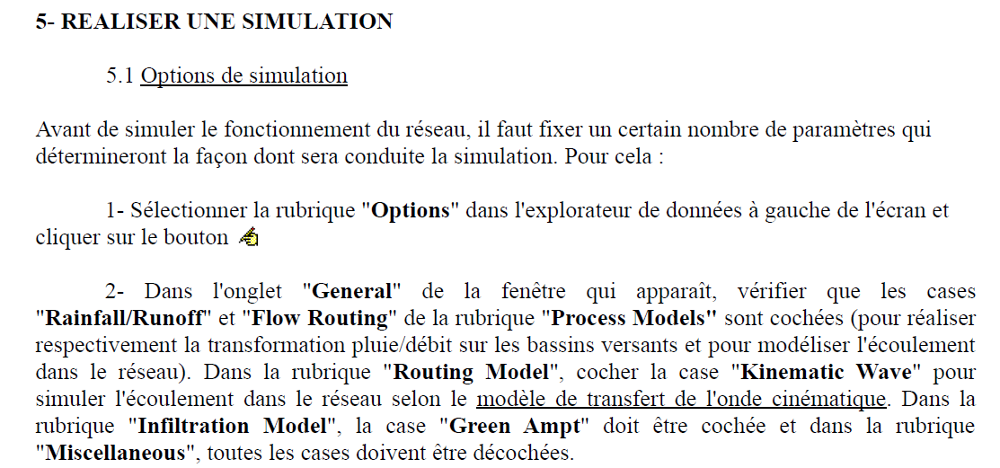 5- REALISER UNE SIMULATION
5.1 Options de simulation
Avant de simuler le fonctionnement du réseau, il faut fixer un certain nombre de paramètres qui
détermineront la façon dont sera conduite la simulation. Pour cela :
1- Sélectionner la rubrique "Options" dans l'explorateur de données à gauche de l'écran et
cliquer sur le bouton
2- Dans l'onglet "General" de la fenêtre qui apparaît, vérifier que les cases
"Rainfall/Runoff" et "Flow Routing" de la rubrique "Process Models" sont cochées (pour réaliser
respectivement la transformation pluie/débit sur les bassins versants et pour modéliser l'écoulement
dans le réseau). Dans la rubrique "Routing Model", cocher la case "Kinematic Wave" pour
simuler l'écoulement dans le réseau selon le modèle de transfert de l'onde cinématique. Dans la
rubrique "Infiltration Model", la case "Green Ampt" doit être cochée et dans la rubrique
"Miscellaneous", toutes les cases doivent être décochées.